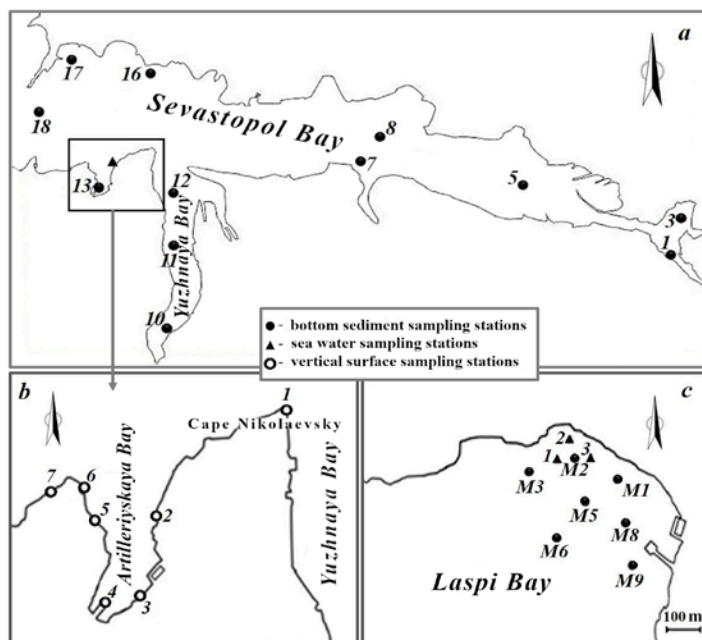 a
17
16
Sevastopol Bay
18
8
7
13
12
5
3
1
11
Yuzhnaya Bay
10
● - bottom sediment sampling stations
▲ - sea water sampling stations
○ - vertical surface sampling stations
b
1
Cape Nikolaevsky
7
6
5
Artilleriyskaya Bay
2
Yuzhnaya Bay
4
3
c
2
1
3
M2
M3
M1
M5
M8
M6
M9
Laspi Bay
100 m